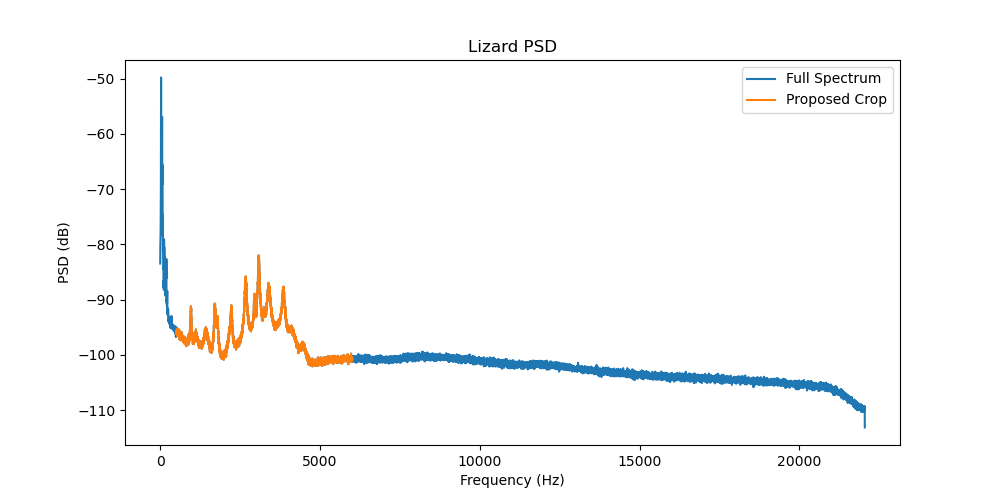 Lizard PSD
Full Spectrum
Proposed Crop
PSD (dB)
−50
−60
−70
−80
−90
−100
−110
0 5000 10000 15000 20000
Frequency (Hz)